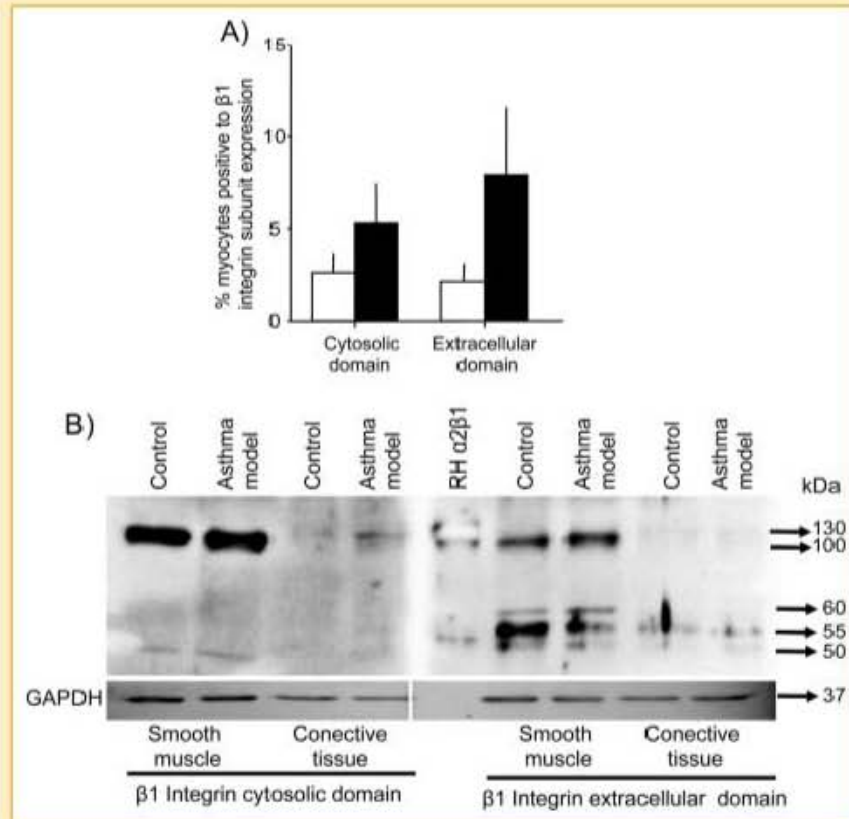 A)
15
10
5
0
% myocytes positive to β1
integrin subunit expression
Cytosolic
domain
Extracellular
domain
B)
Control
Asthma
model
Control
Asthma
model
RH α2β1
Control
Asthma
model
Control
Asthma
model
kDa
130
100
60
55
50
GAPDH
37
Smooth
muscle
Conective
tissue
Smooth
muscle
Conective
tissue
β1 Integrin cytosolic domain
β1 Integrin extracellular domain